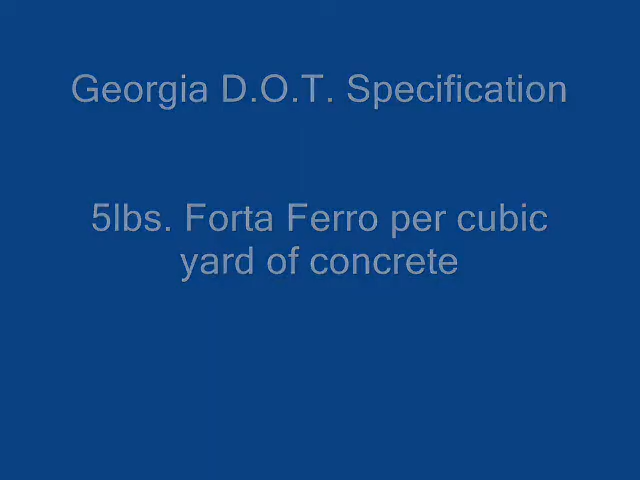 Georgia D.O.T. Specification
5lbs. Forta Ferro per cubic
yard of concrete